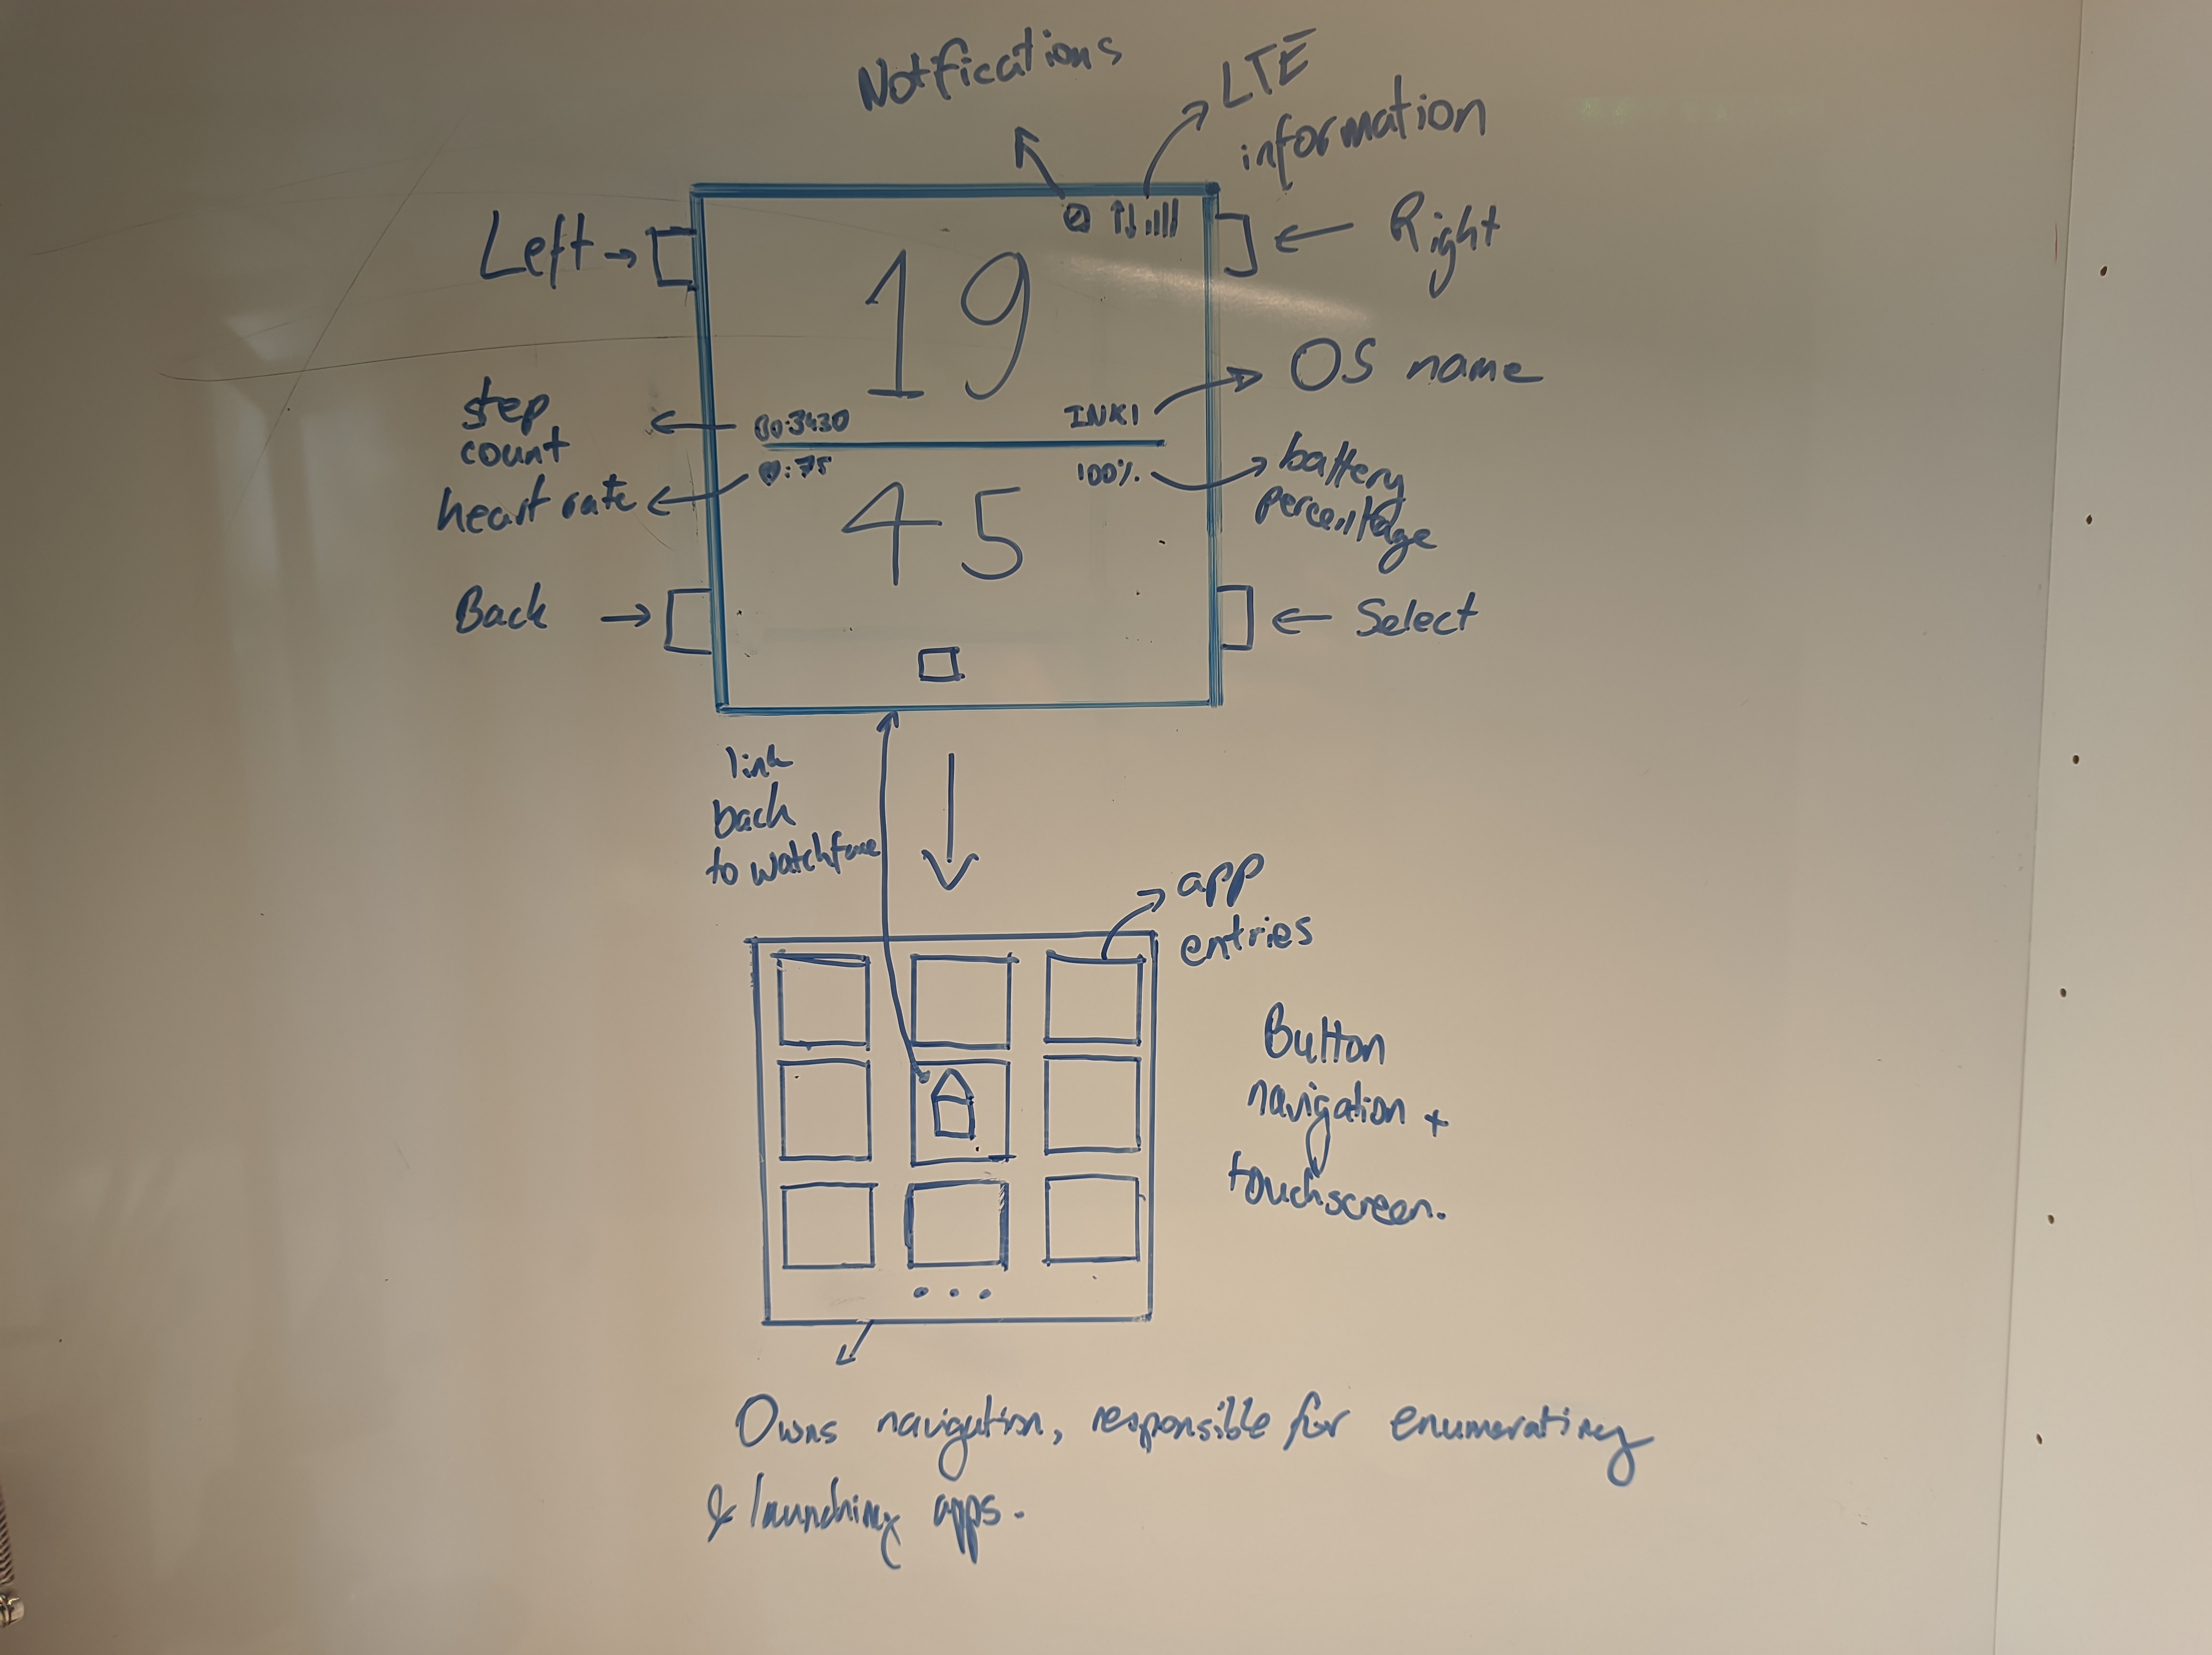 Notfications
LTE
information
Left
Right
19
OS name
step
count
:3430
INKI
:75
100%
heart rate
battery
percentage
45
Back
Select
link
back
to watchface
app
entries
Button
navigation +
touchscreen.
Owns navigation, responsible for enumerating
& launching apps.